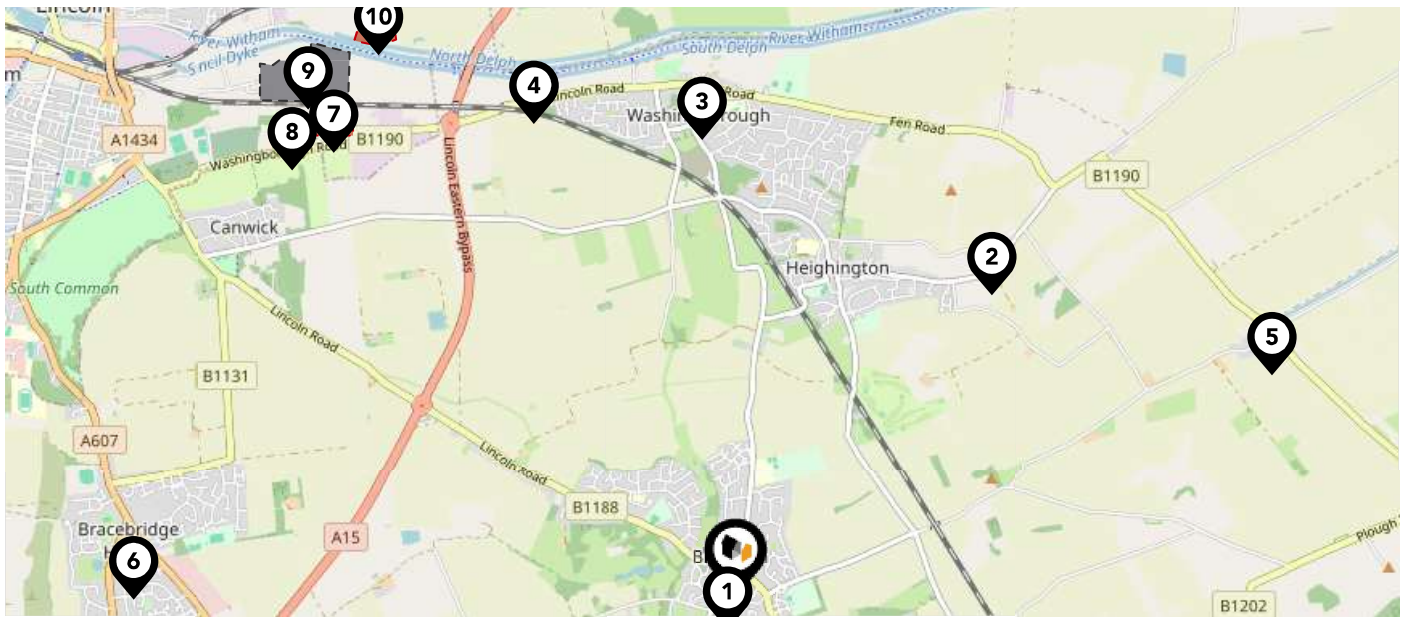 Lincoln
10
River Witham
Sincil Dyke
North Delph
South Delph
River Witham
9
4
Lincoln Road
3
Road
7
8
A1434
B1190
Washingborough
Fen Road
B1190
Lincoln Eastern Bypass
Canwick
2
Heighington
South Common
Lincoln Road
5
B1131
A607
Lincoln Road
B1188
Bracebridge
A15
6
1
Plough
B1202